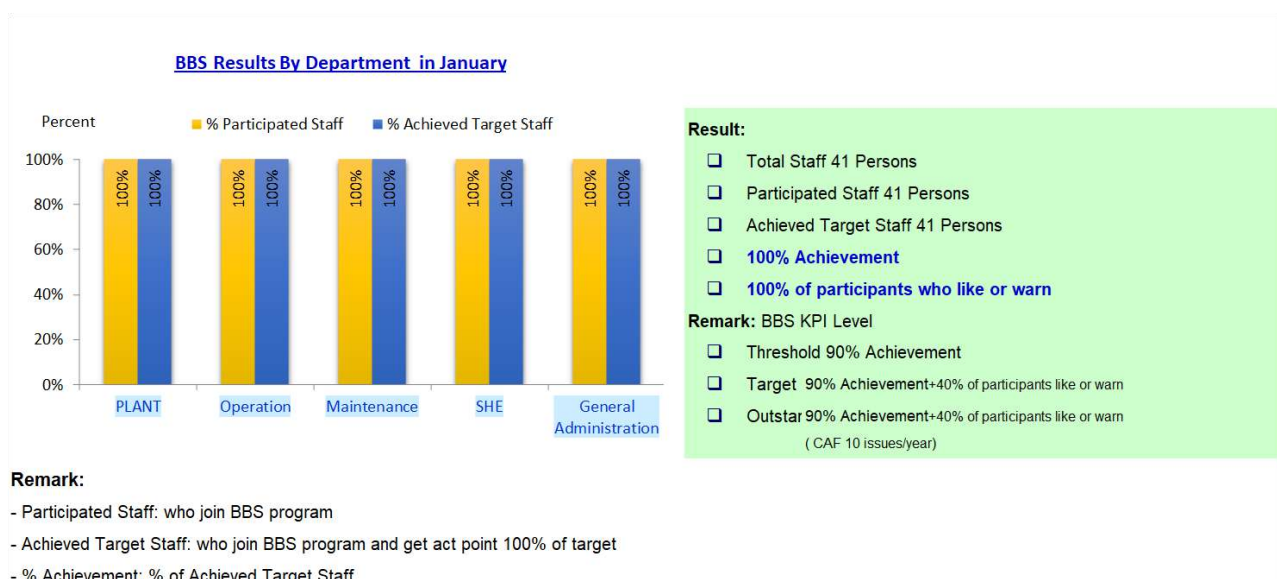 BBS Results By Department in January
Percent
% Participated Staff
% Achieved Target Staff
100%
80%
60%
40%
20%
0%
100%
100%
100%
100%
100%
100%
100%
100%
100%
100%
PLANT
Operation
Maintenance
SHE
General
Administration
Result:
Total Staff 41 Persons
Participated Staff 41 Persons
Achieved Target Staff 41 Persons
100% Achievement
100% of participants who like or warn
Remark: BBS KPI Level
Threshold 90% Achievement
Target 90% Achievement+40% of participants like or warn
Outstar 90% Achievement+40% of participants like or warn
( CAF 10 issues/year)
Remark:
- Participated Staff: who join BBS program
- Achieved Target Staff: who join BBS program and get act point 100% of target
- % Achievement: % of Achieved Target Staff